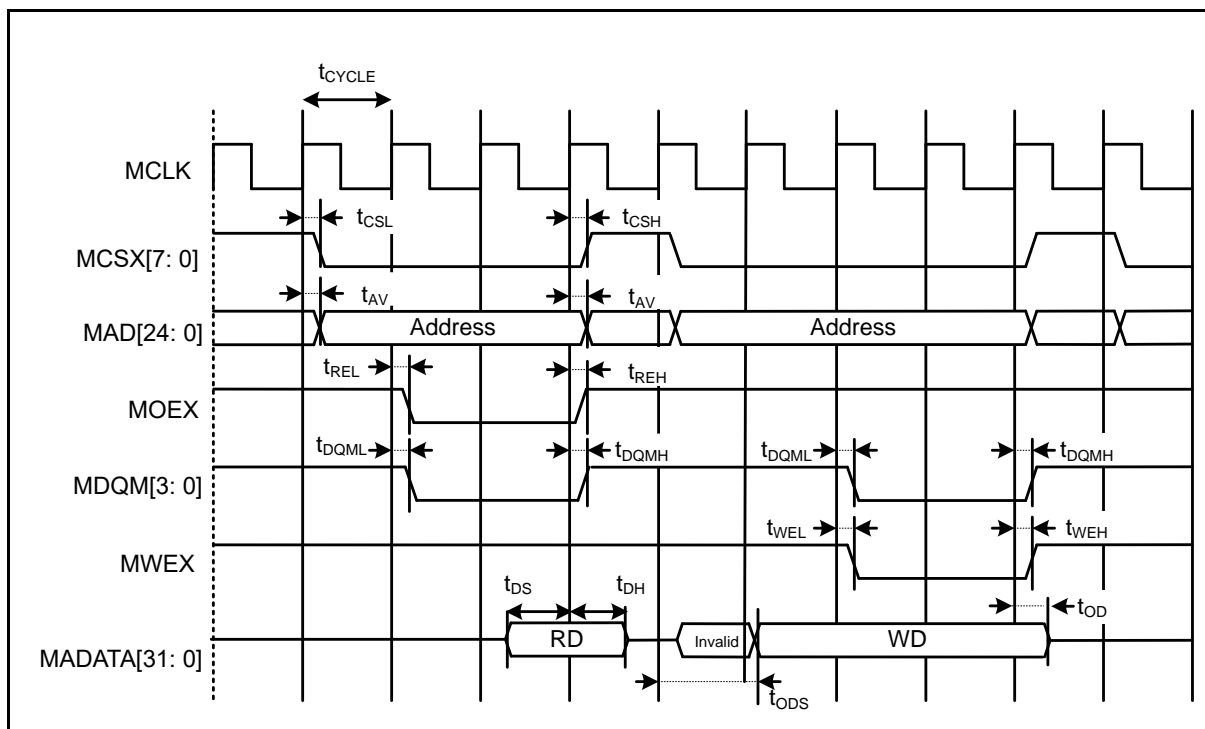 tCYCLE
MCLK
tCSL
tCSH
MCSX[7: 0]
tAV
tAV
MAD[24: 0]
Address
Address
tREL
tREH
MOEX
tDQML
tDQMH
tDQML
tDQMH
MDQM[3: 0]
tWEL
tWEH
MWEX
tDS
tDH
tOD
MADATA[31: 0]
RD
Invalid
WD
tODS